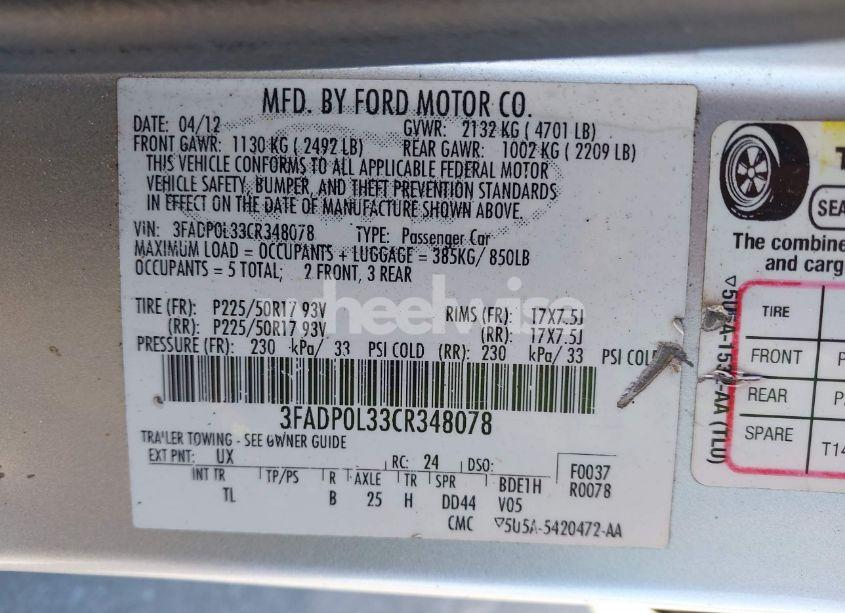 MFD. BY FORD MOTOR CO.
DATE: 04/12 GVWR: 2132 KG ( 4701 LB)
FRONT GAWR: 1130 KG ( 2492 LB) REAR GAWR: 1002 KG ( 2209 LB)
THIS VEHICLE CONFORMS TO ALL APPLICABLE FEDERAL MOTOR
VEHICLE SAFETY, BUMPER, AND THEFT PREVENTION STANDARDS
IN EFFECT ON THE DATE OF MANUFACTURE SHOWN ABOVE.
VIN: 3FADP0L33CR348078 TYPE: Passenger Car
MAXIMUM LOAD = OCCUPANTS + LUGGAGE = 385KG/ 850LB
OCCUPANTS = 5 TOTAL; 2 FRONT, 3 REAR
TIRE (FR): P225/50R17 93V RIMS (FR): 17X7.5J
(RR): P225/50R17 93V (RR): 17X7.5J
PRESSURE (FR): 230 kPa/ 33 PSI COLD (RR): 230 kPa/ 33 PSI COLD
3FADP0L33CR348078
TRAILER TOWING - SEE OWNER GUIDE
EXT PNT: UX RC: 24 DSO: F0037
R0078
INT TR TP/PS R AXLE TR SPR BDE1H
TL B 25 H DD44 V05
CMC ▽5U5A-5420472-AA
wheelwise
SEA
The combine
and carg
TIRE
FRONT P
REAR P
SPARE T14
▽5U5A-1532-AA (TLU)